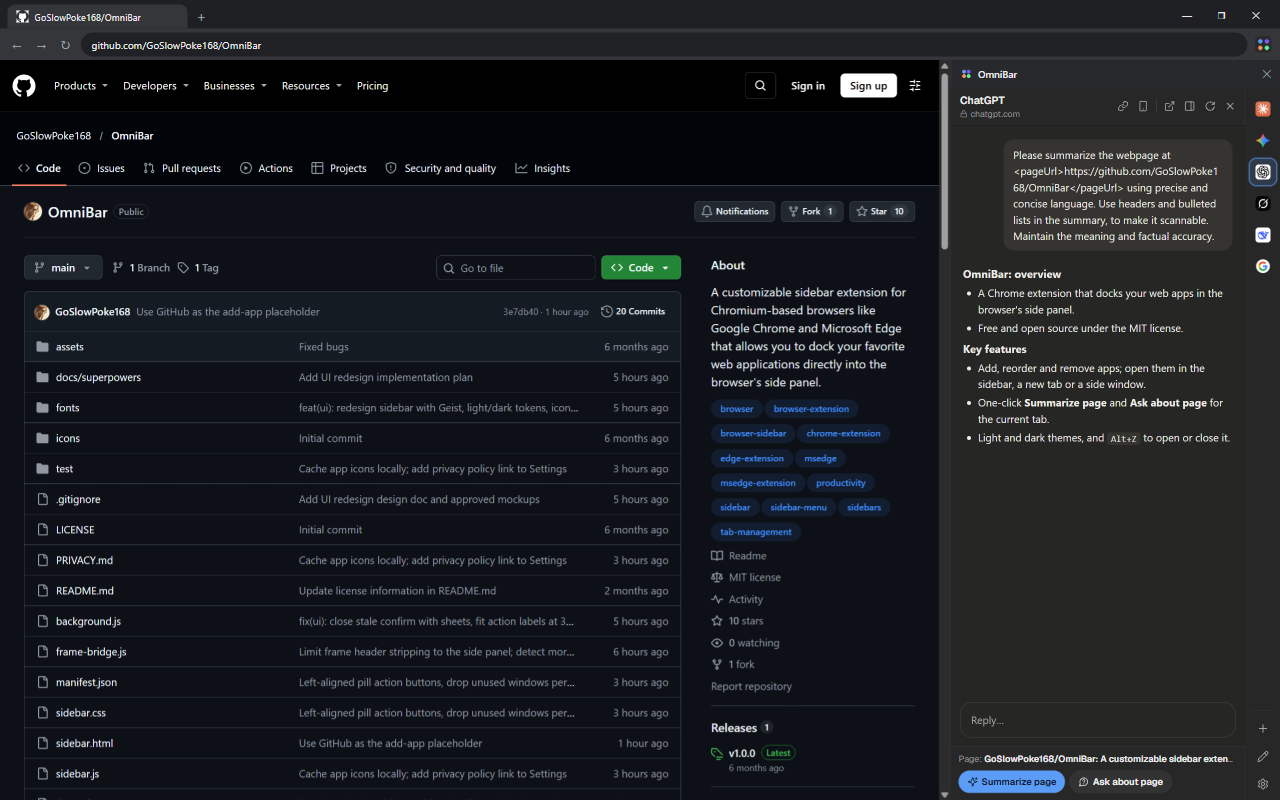 GoSlowPoke168/OmniBar
github.com/GoSlowPoke168/OmniBar
Products
Developers
Businesses
Resources
Pricing
Sign in
Sign up
GoSlowPoke168 / OmniBar
Code
Issues
Pull requests
Actions
Projects
Security and quality
Insights
OmniBar Public
Notifications
Fork 1
Star 10
main
1 Branch
1 Tag
Go to file
Code
GoSlowPoke168 Use GitHub as the add-app placeholder 3e7db40 · 1 hour ago 20 Commits
assets Fixed bugs 6 months ago
docs/superpowers Add UI redesign implementation plan 5 hours ago
fonts feat(ui): redesign sidebar with Geist, light/dark tokens, icon... 5 hours ago
icons Initial commit 6 months ago
test Cache app icons locally; add privacy policy link to Settings 3 hours ago
.gitignore Add UI redesign design doc and approved mockups 5 hours ago
LICENSE Initial commit 6 months ago
PRIVACY.md Cache app icons locally; add privacy policy link to Settings 3 hours ago
README.md Update license information in README.md 2 months ago
background.js fix(ui): close stale confirm with sheets, fit action labels at 3... 5 hours ago
frame-bridge.js Limit frame header stripping to the side panel; detect mor... 6 hours ago
manifest.json Left-aligned pill action buttons, drop unused windows per... 3 hours ago
sidebar.css Left-aligned pill action buttons, drop unused windows per... 3 hours ago
sidebar.html Use GitHub as the add-app placeholder 1 hour ago
sidebar.js Cache app icons locally; add privacy policy link to Settings 3 hours ago
About
A customizable sidebar extension for
Chromium-based browsers like
Google Chrome and Microsoft Edge
that allows you to dock your favorite
web applications directly into the
browser's side panel.
browser browser-extension
browser-sidebar chrome-extension
edge-extension msedge
msedge-extension productivity
sidebar sidebar-menu sidebars
tab-management
Readme
MIT license
Activity
10 stars
0 watching
1 fork
Report repository
Releases 1
v1.0.0 Latest
6 months ago
OmniBar
ChatGPT
chatgpt.com
Please summarize the webpage at
<pageUrl>https://github.com/GoSlowPoke1
68/OmniBar</pageUrl> using precise and
concise language. Use headers and bulleted
lists in the summary, to make it scannable.
Maintain the meaning and factual accuracy.
OmniBar: overview
• A Chrome extension that docks your web apps in the
browser's side panel.
• Free and open source under the MIT license.
Key features
• Add, reorder and remove apps; open them in the
sidebar, a new tab or a side window.
• One-click Summarize page and Ask about page for
the current tab.
• Light and dark themes, and Alt+Z to open or close it.
Reply...
Page: GoSlowPoke168/OmniBar: A customizable sidebar exten...
Summarize page
Ask about page